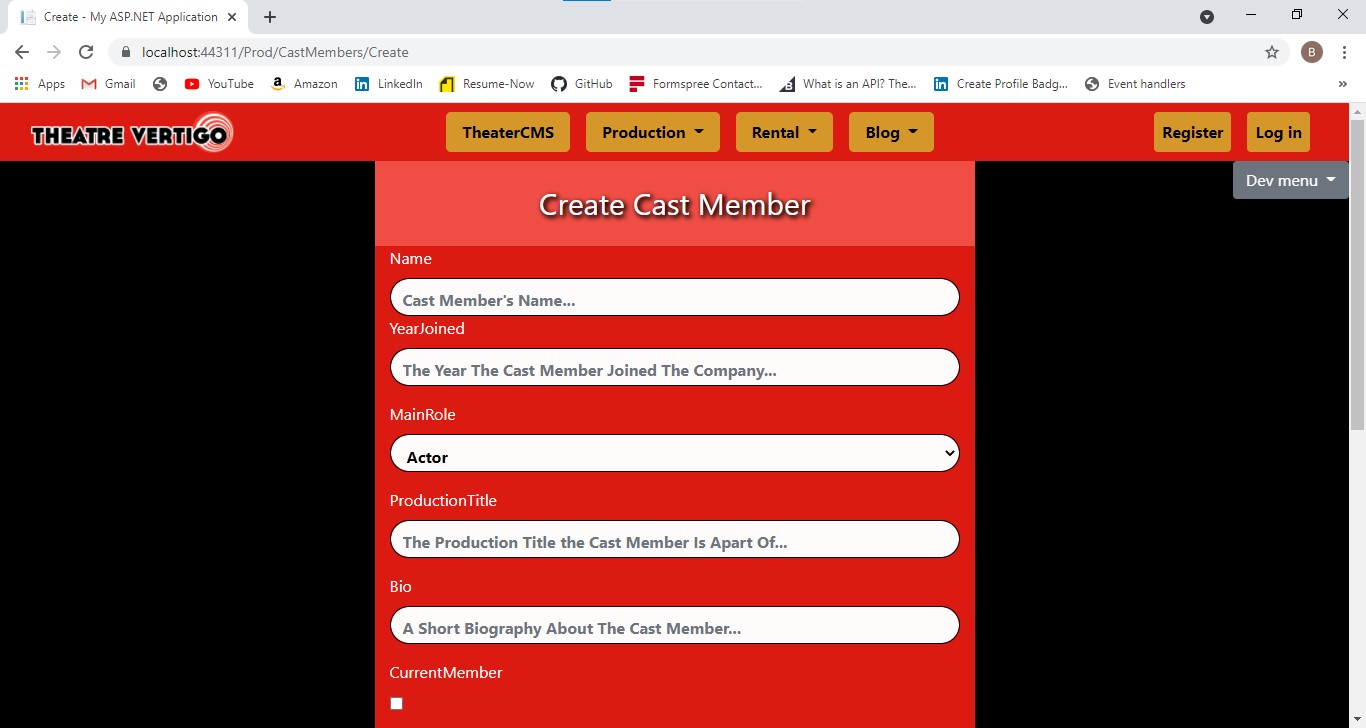 Create - My ASP.NET Application
localhost:44311/Prod/CastMembers/Create
B
Apps Gmail YouTube Amazon LinkedIn Resume-Now GitHub Formspree Contact... What is an API? The... Create Profile Badg... Event handlers »
THEATRE VERTIGO TheaterCMS Production Rental Blog Register Log in
Dev menu
Create Cast Member
Name
Cast Member's Name...
YearJoined
The Year The Cast Member Joined The Company...
MainRole
Actor
ProductionTitle
The Production Title the Cast Member Is Apart Of...
Bio
A Short Biography About The Cast Member...
CurrentMember